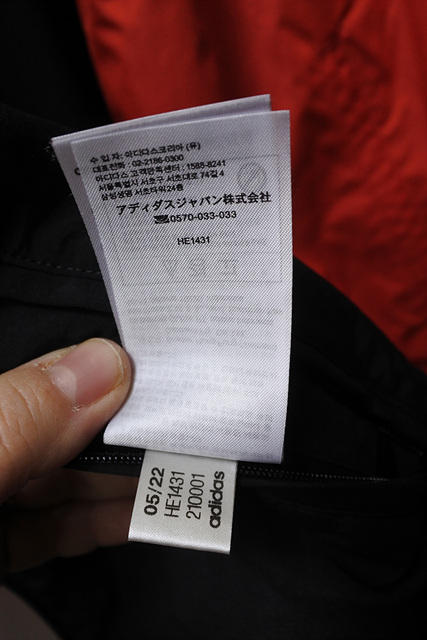 수 입 자: 아디다스코리아 (유)
대표전화 : 02-2186-0300
아디다스 고객만족센터 : 1588-8241
서울특별시 서초구 서초대로 74길 4
삼성생명 서초타워24층
アディダスジャパン株式会社
0570-033-033
HE1431
05/22
HE1431
210001
adidas